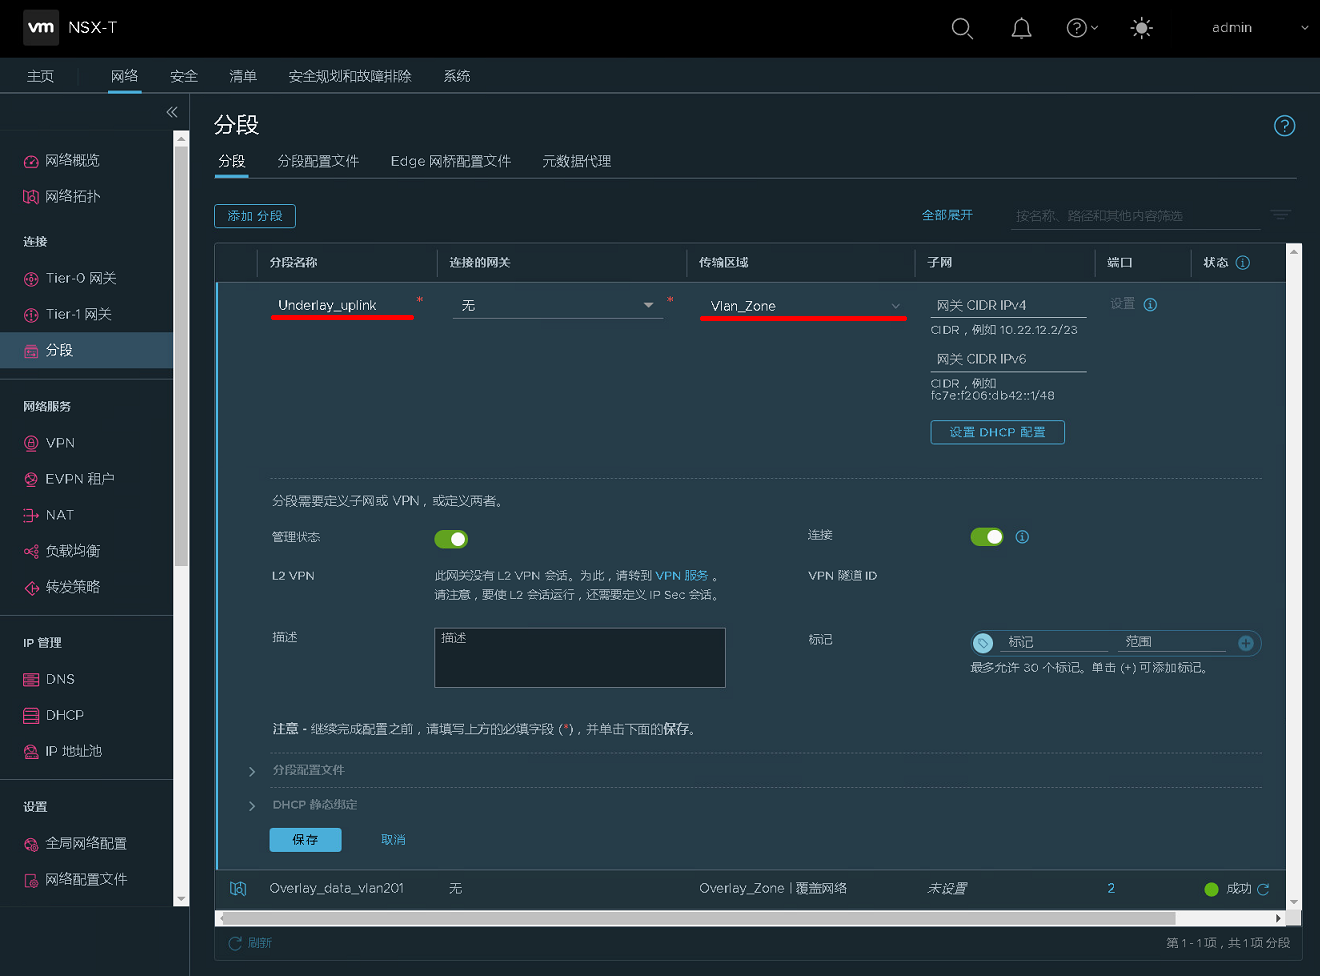 vm NSX-T
admin
主页 网络 安全 清单 安全规划和故障排除 系统
网络概览
网络拓扑
连接
Tier-0 网关
Tier-1 网关
分段
网络服务
VPN
EVPN 租户
NAT
负载均衡
转发策略
IP 管理
DNS
DHCP
IP 地址池
设置
全局网络配置
网络配置文件
分段
分段 分段配置文件 Edge 网桥配置文件 元数据代理
添加 分段 全部展开 按名称、路径和其他内容筛选
分段名称 连接的网关 传输区域 子网 端口 状态
Underlay_uplink * 无 * Vlan_Zone 网关 CIDR IPv4 设置
CIDR，例如 10.22.12.2/23
网关 CIDR IPv6
CIDR，例如
fc7e:f206:db42::1/48
设置 DHCP 配置
分段需要定义子网或 VPN，或定义两者。
管理状态 连接
L2 VPN 此网关没有 L2 VPN 会话。为此，请转到 VPN 服务 。 VPN 隧道 ID
请注意，要使 L2 会话运行，还需要定义 IP Sec 会话。
描述 描述 标记 标记 范围
最多允许 30 个标记。单击 (+) 可添加标记。
注意 - 继续完成配置之前，请填写上方的必填字段 (*)，并单击下面的保存。
分段配置文件
DHCP 静态绑定
保存 取消
Overlay_data_vlan201 无 Overlay_Zone | 覆盖网络 未设置 2 成功
刷新 第 1 - 1 项，共 1 项 分段